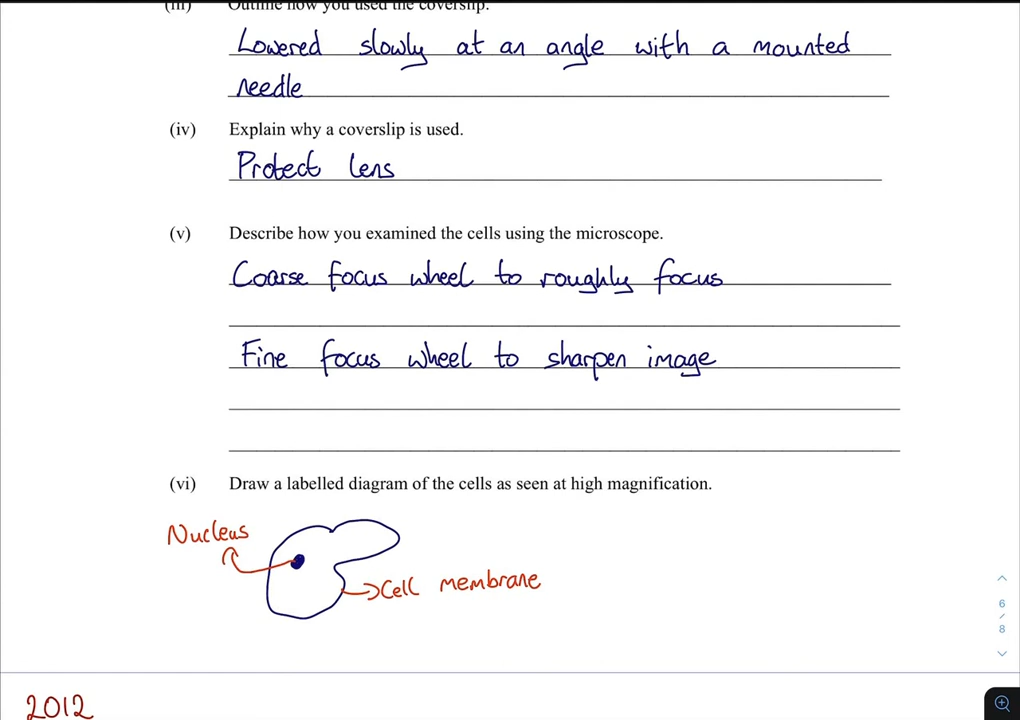 (iii) Outline how you used the coverslip.
Lowered slowly at an angle with a mounted
needle
(iv) Explain why a coverslip is used.
Protect lens
(v) Describe how you examined the cells using the microscope.
Coarse focus wheel to roughly focus
Fine focus wheel to sharpen image
(vi) Draw a labelled diagram of the cells as seen at high magnification.
Nucleus
Cell membrane
6
/
8
2012